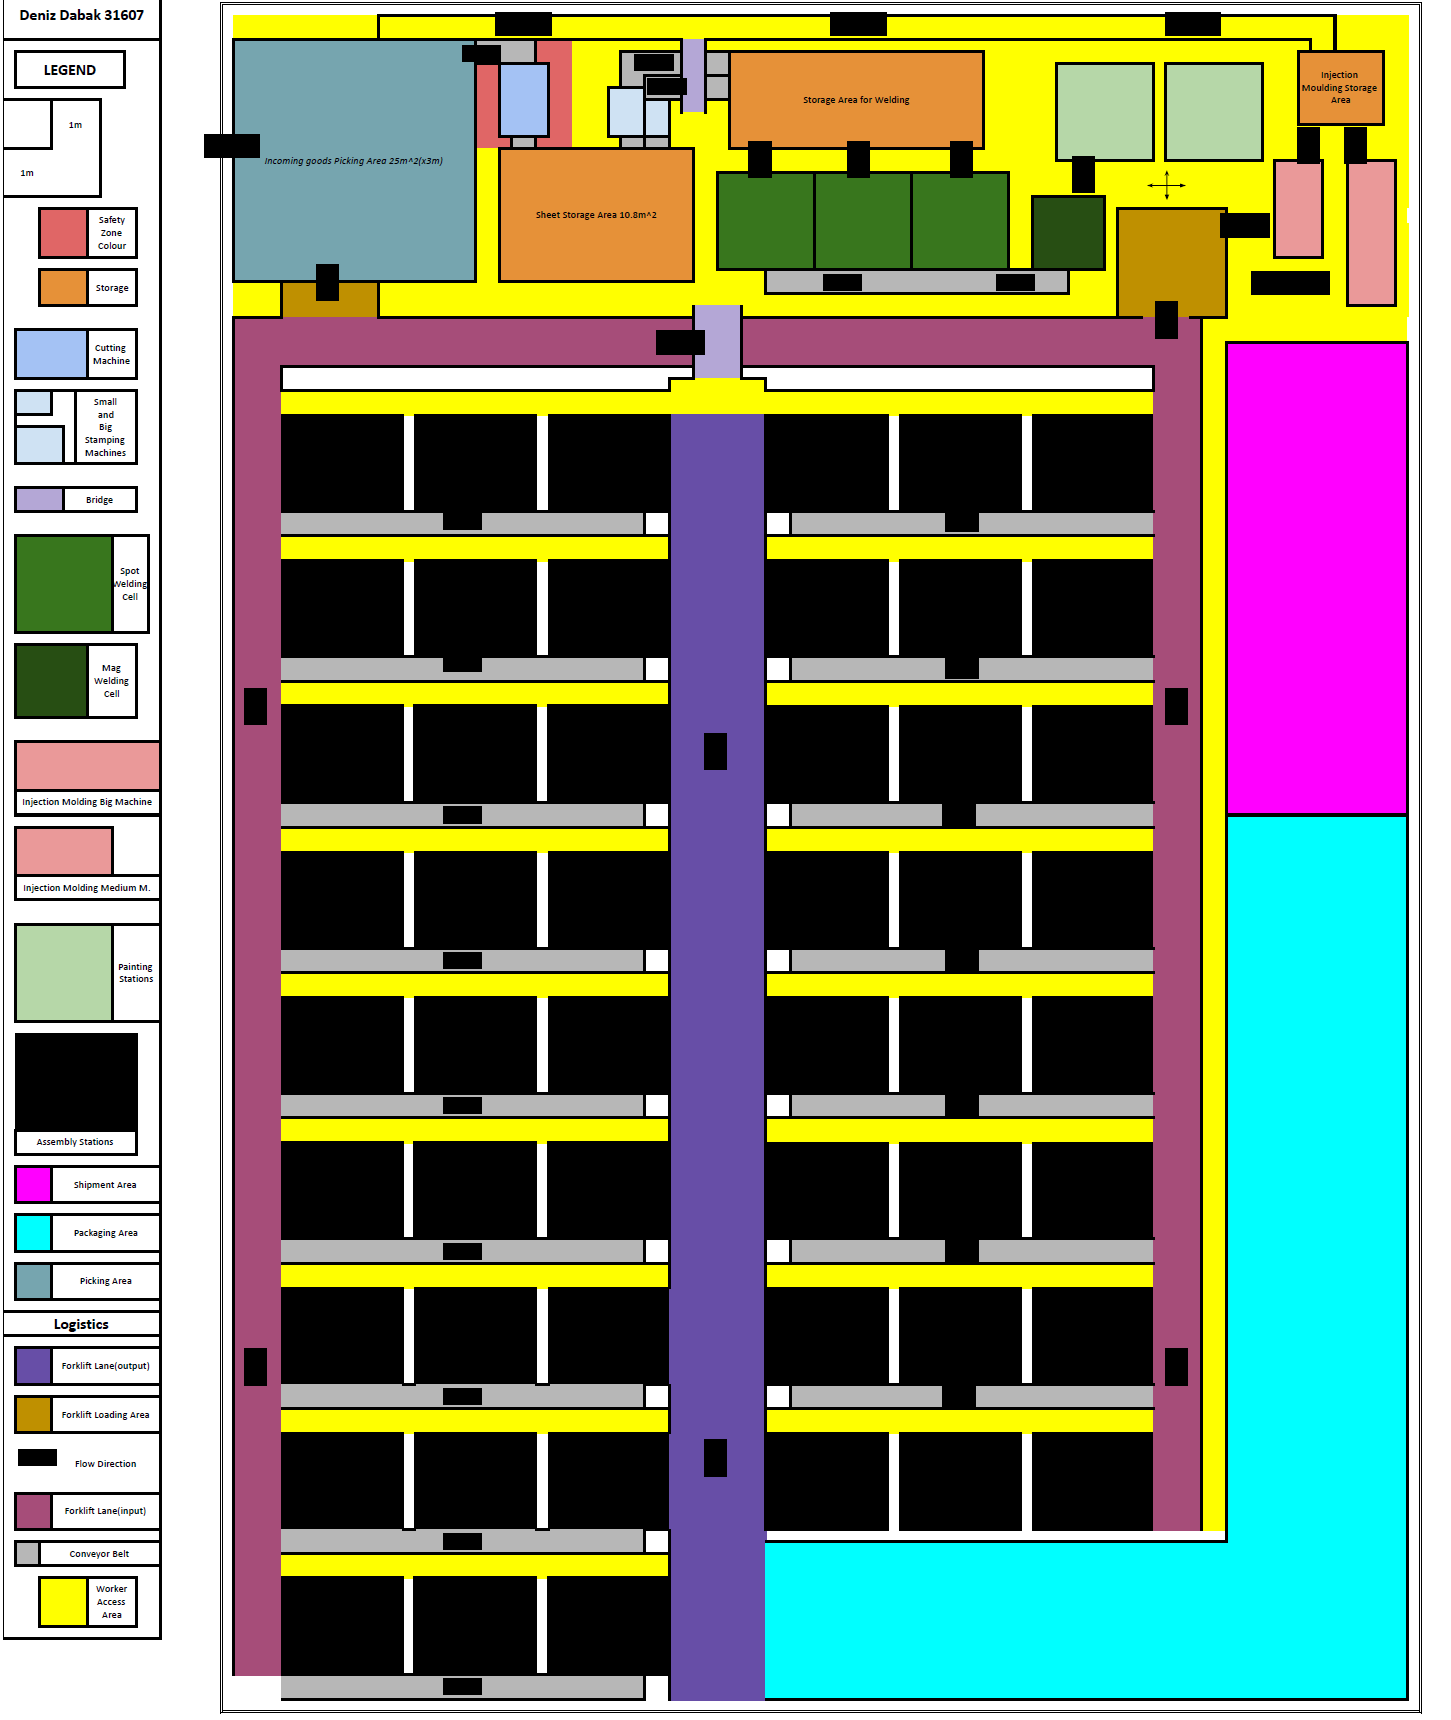 Deniz Dabak 31607
LEGEND
1m
1m
Safety
Zone
Colour
Storage
Cutting
Machine
Small
and
Big
Stamping
Machines
Bridge
Spot
Welding
Cell
Mag
Welding
Cell
Injection Molding Big Machine
Injection Molding Medium M.
Painting
Stations
Assembly Stations
Shipment Area
Packaging Area
Picking Area
Logistics
Forklift Lane(output)
Forklift Loading Area
Flow Direction
Forklift Lane(input)
Conveyor Belt
Worker
Access
Area
Incoming goods Picking Area 25m^2(x3m)
Sheet Storage Area 10.8m^2
Storage Area for Welding
Injection
Moulding Storage
Area